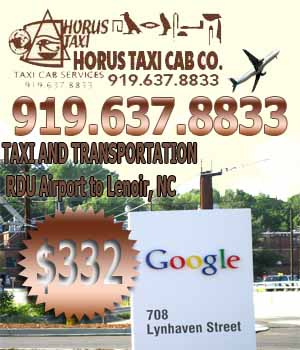 HORUS
TAXI
TAXI CAB SERVICES
919.637.8833
HORUS TAXI CAB CO.
919.637.8833
919.637.8833
TAXI AND TRANSPORTATION
RDU Airport to Lenoir, NC
$332
Google
708
Lynhaven Street